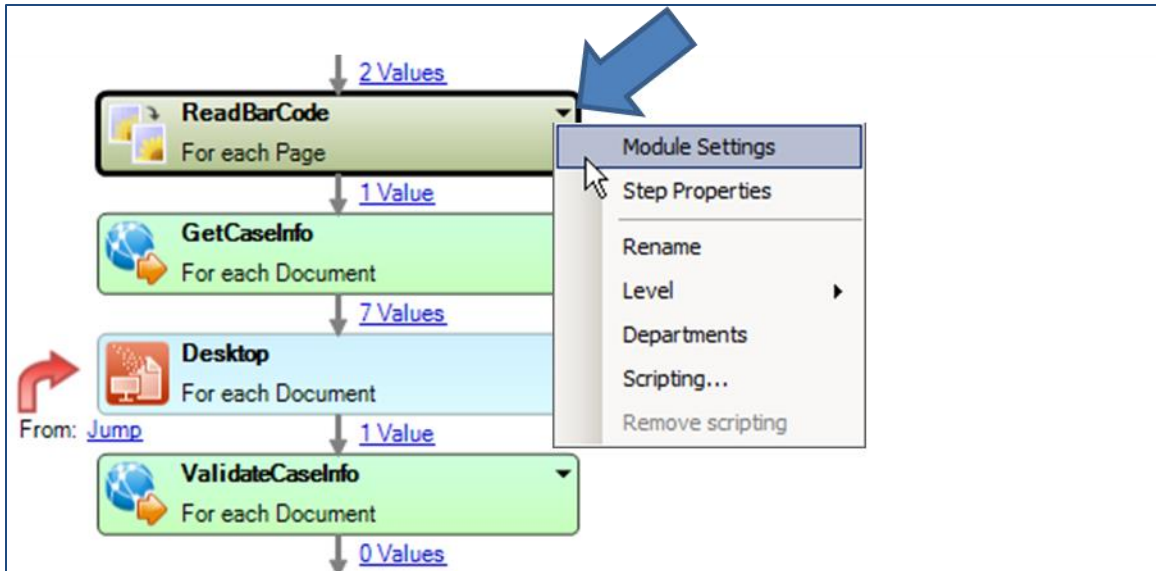 2 Values
ReadBarCode
For each Page
1 Value
GetCaseInfo
For each Document
7 Values
Desktop
For each Document
From: Jump
1 Value
ValidateCaseInfo
For each Document
0 Values
Module Settings
Step Properties
Rename
Level
Departments
Scripting...
Remove scripting